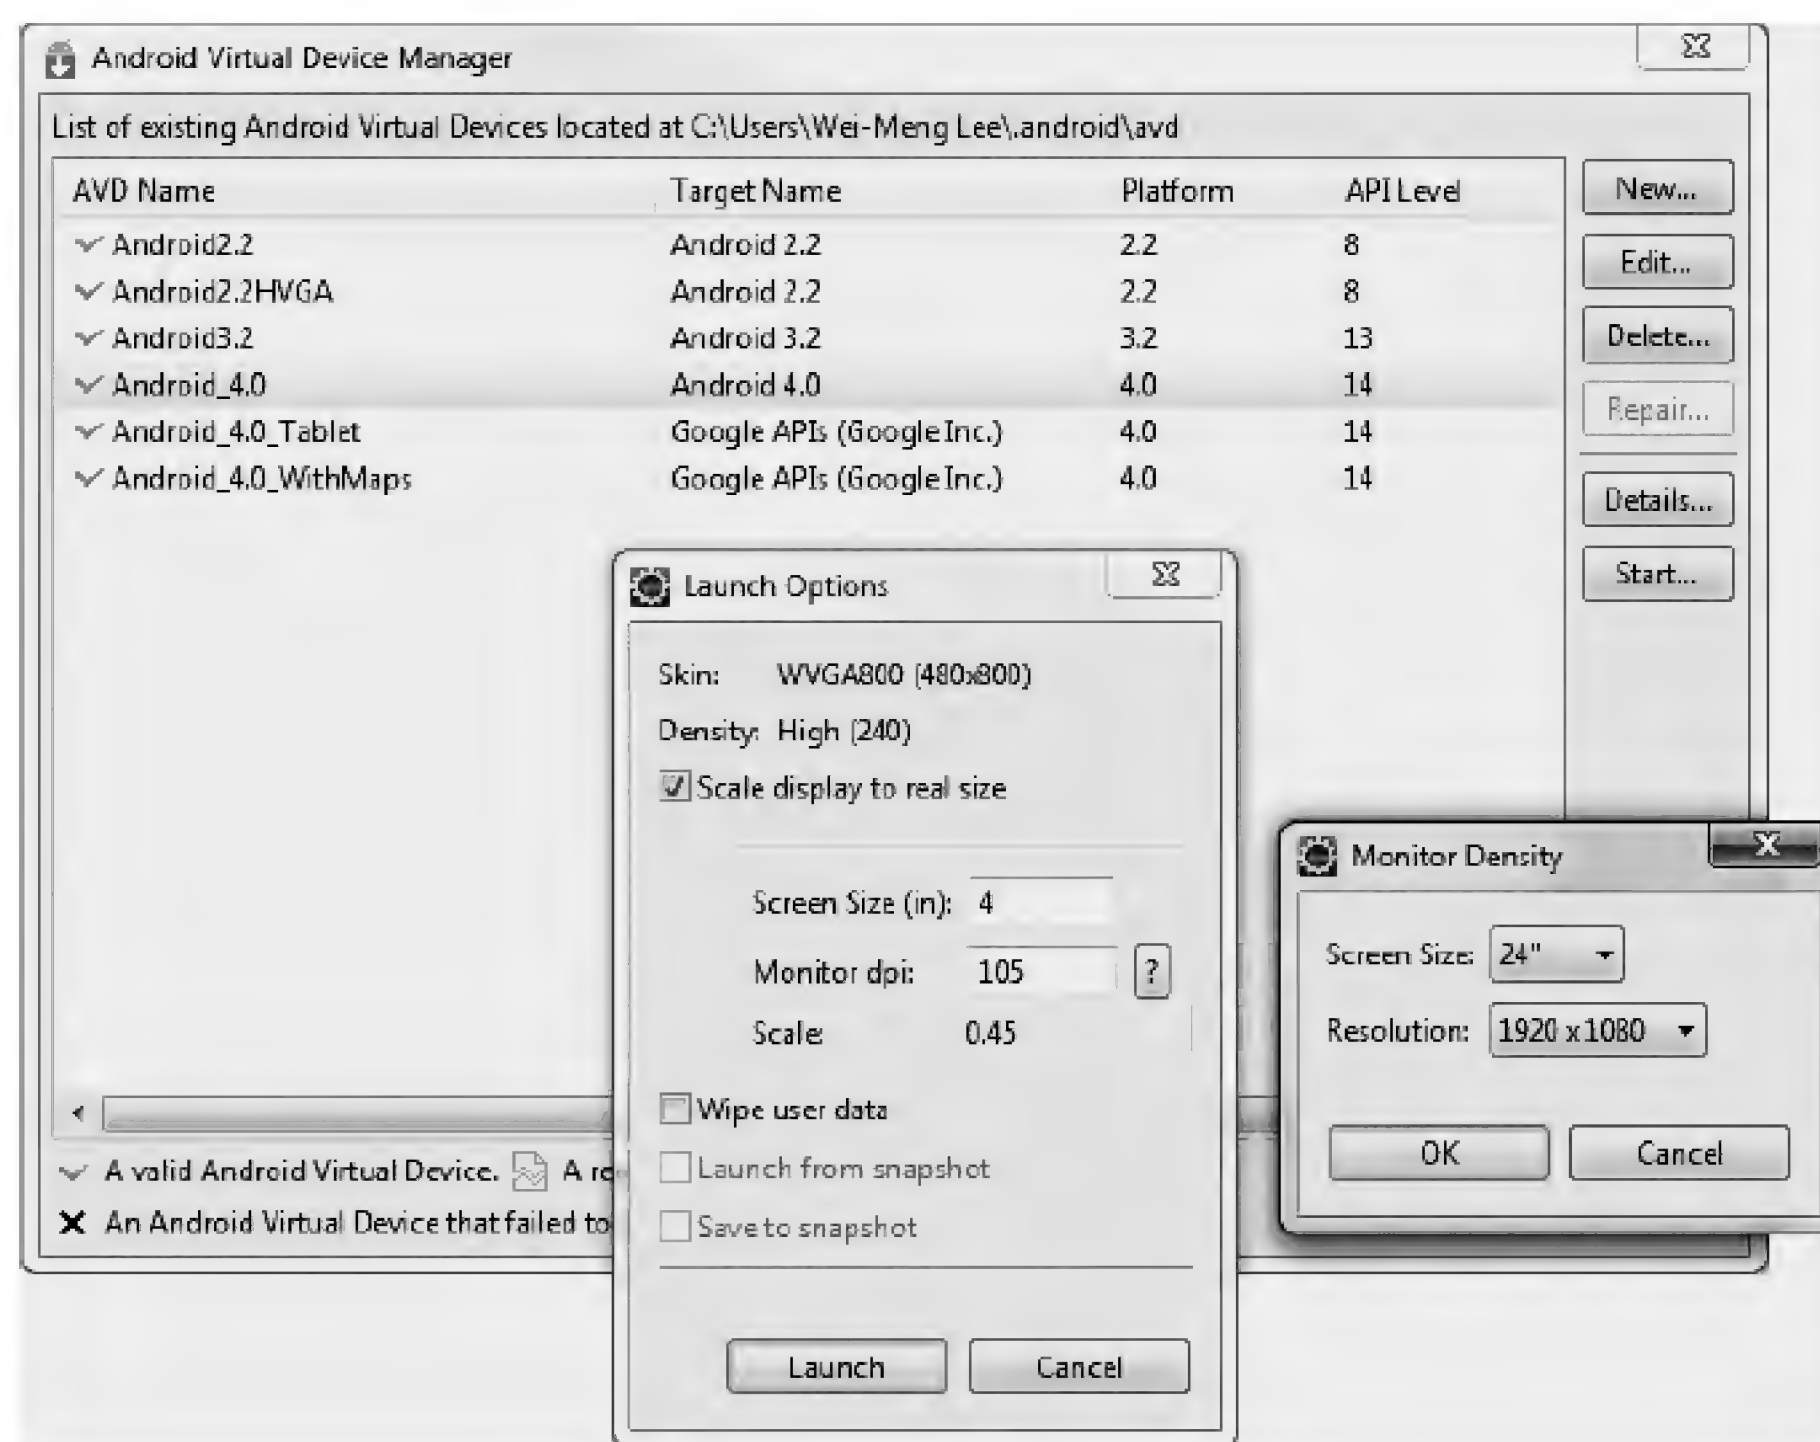 Android Virtual Device Manager
List of existing Android Virtual Devices located at C:\Users\Wei-Meng Lee\.android\avd
AVD Name Target Name Platform API Level
Android2.2 Android 2.2 2.2 8
Android2.2HVGA Android 2.2 2.2 8
Android3.2 Android 3.2 3.2 13
Android_4.0 Android 4.0 4.0 14
Android_4.0_Tablet Google APIs (Google Inc.) 4.0 14
Android_4.0_WithMaps Google APIs (Google Inc.) 4.0 14
New...
Edit...
Delete...
Repair...
Details...
Start...
A valid Android Virtual Device. A
An Android Virtual Device that failed to
Launch Options
Skin: WVGA800 (480x800)
Density: High (240)
Scale display to real size
Screen Size (in): 4
Monitor dpi: 105 ?
Scale: 0.45
Wipe user data
Launch from snapshot
Save to snapshot
Launch Cancel
Monitor Density
Screen Size: 24"
Resolution: 1920 x 1080
OK Cancel